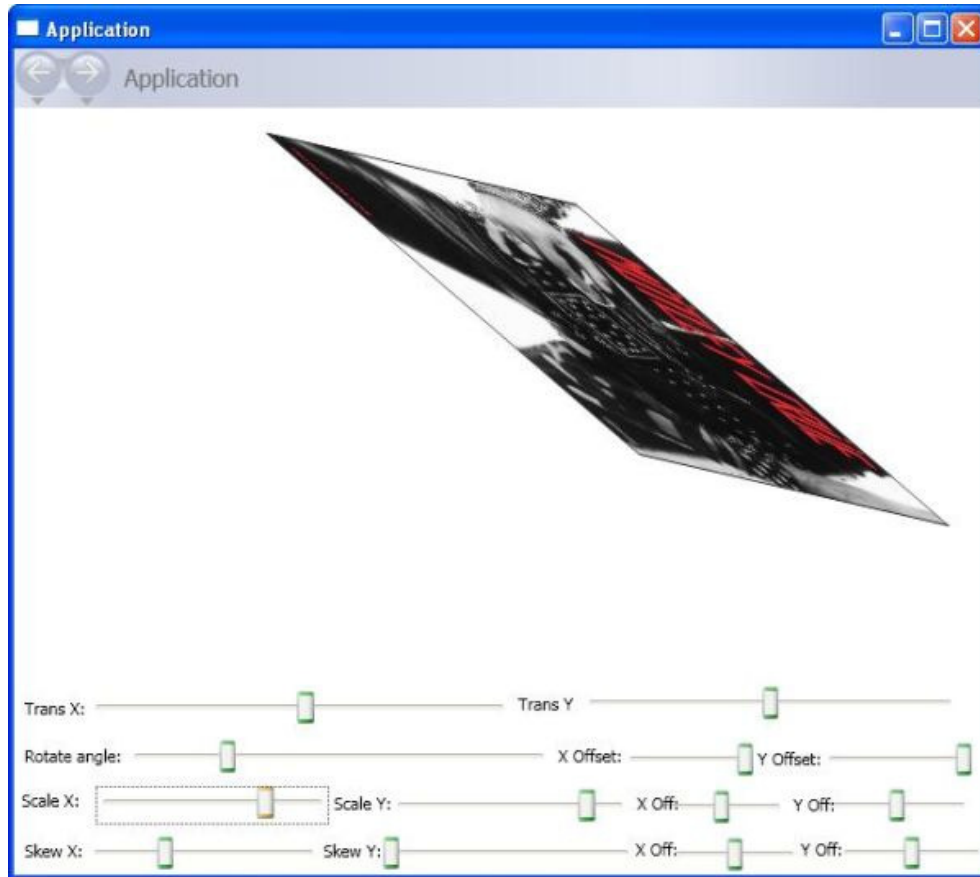 Application
Application
Trans X: Trans Y
Rotate angle: X Offset: Y Offset:
Scale X: Scale Y: X Off: Y Off:
Skew X: Skew Y: X Off: Y Off: